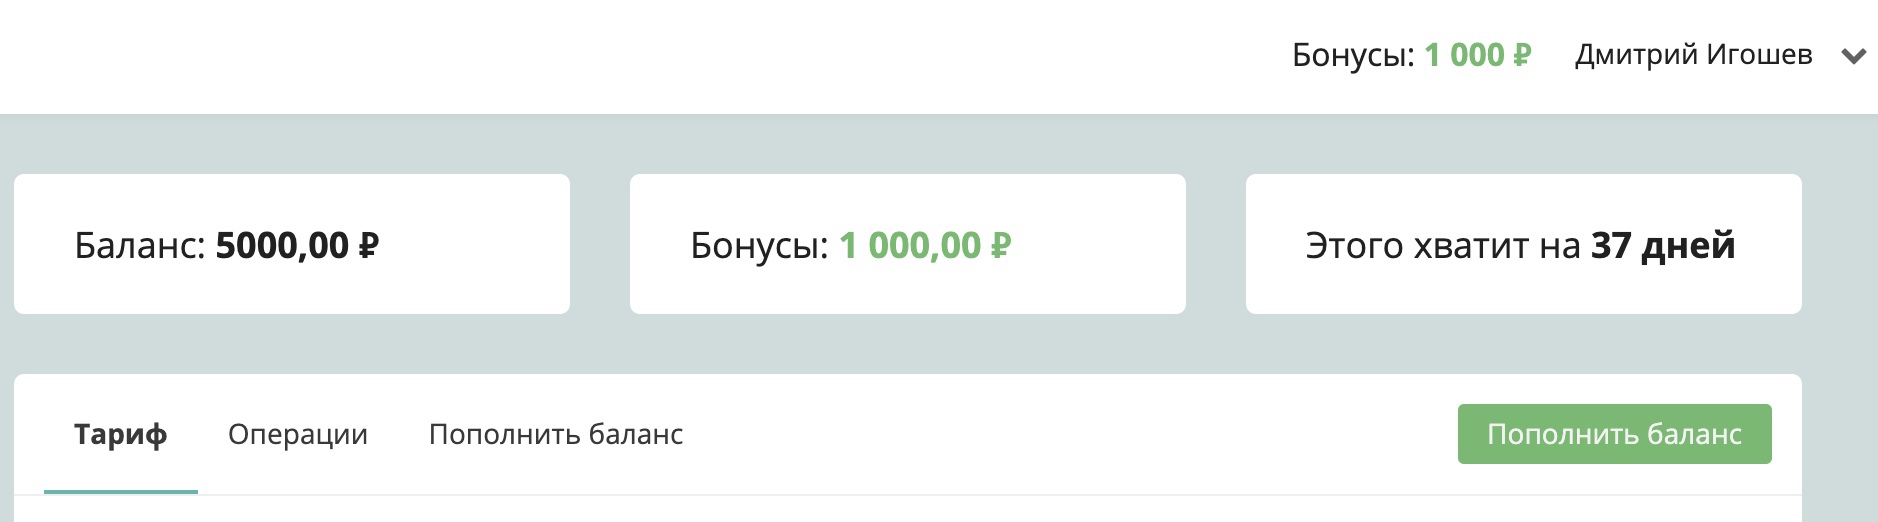 Бонусы: 1 000 ₽ Дмитрий Игошев
Баланс: 5000,00 ₽
Бонусы: 1 000,00 ₽
Этого хватит на 37 дней
Тариф Операции Пополнить баланс
Пополнить баланс